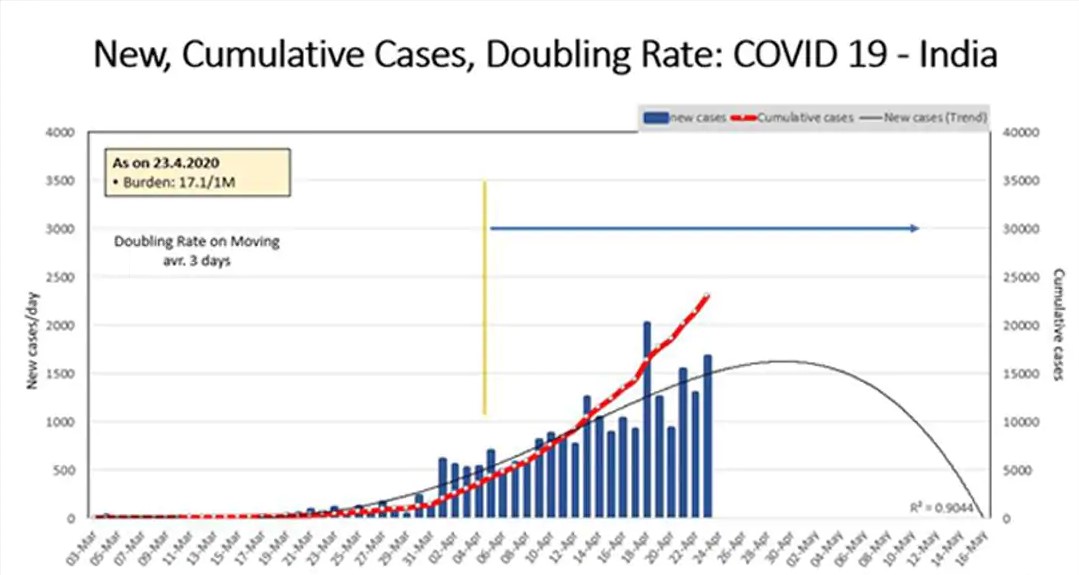 New, Cumulative Cases, Doubling Rate: COVID 19 - India
new cases Cumulative cases New cases (Trend)
As on 23.4.2020
• Burden: 17.1/1M
Doubling Rate on Moving
avr. 3 days
New cases/day
4000
3500
3000
2500
2000
1500
1000
500
0
40000
35000
30000
25000
20000
15000
10000
5000
0
Cumulative cases
R² = 0.9044
03-Mar
05-Mar
07-Mar
09-Mar
11-Mar
13-Mar
15-Mar
17-Mar
19-Mar
21-Mar
23-Mar
25-Mar
27-Mar
29-Mar
31-Mar
02-Apr
04-Apr
06-Apr
08-Apr
10-Apr
12-Apr
14-Apr
16-Apr
18-Apr
20-Apr
22-Apr
24-Apr
26-Apr
28-Apr
30-Apr
02-May
04-May
06-May
08-May
10-May
12-May
14-May
16-May